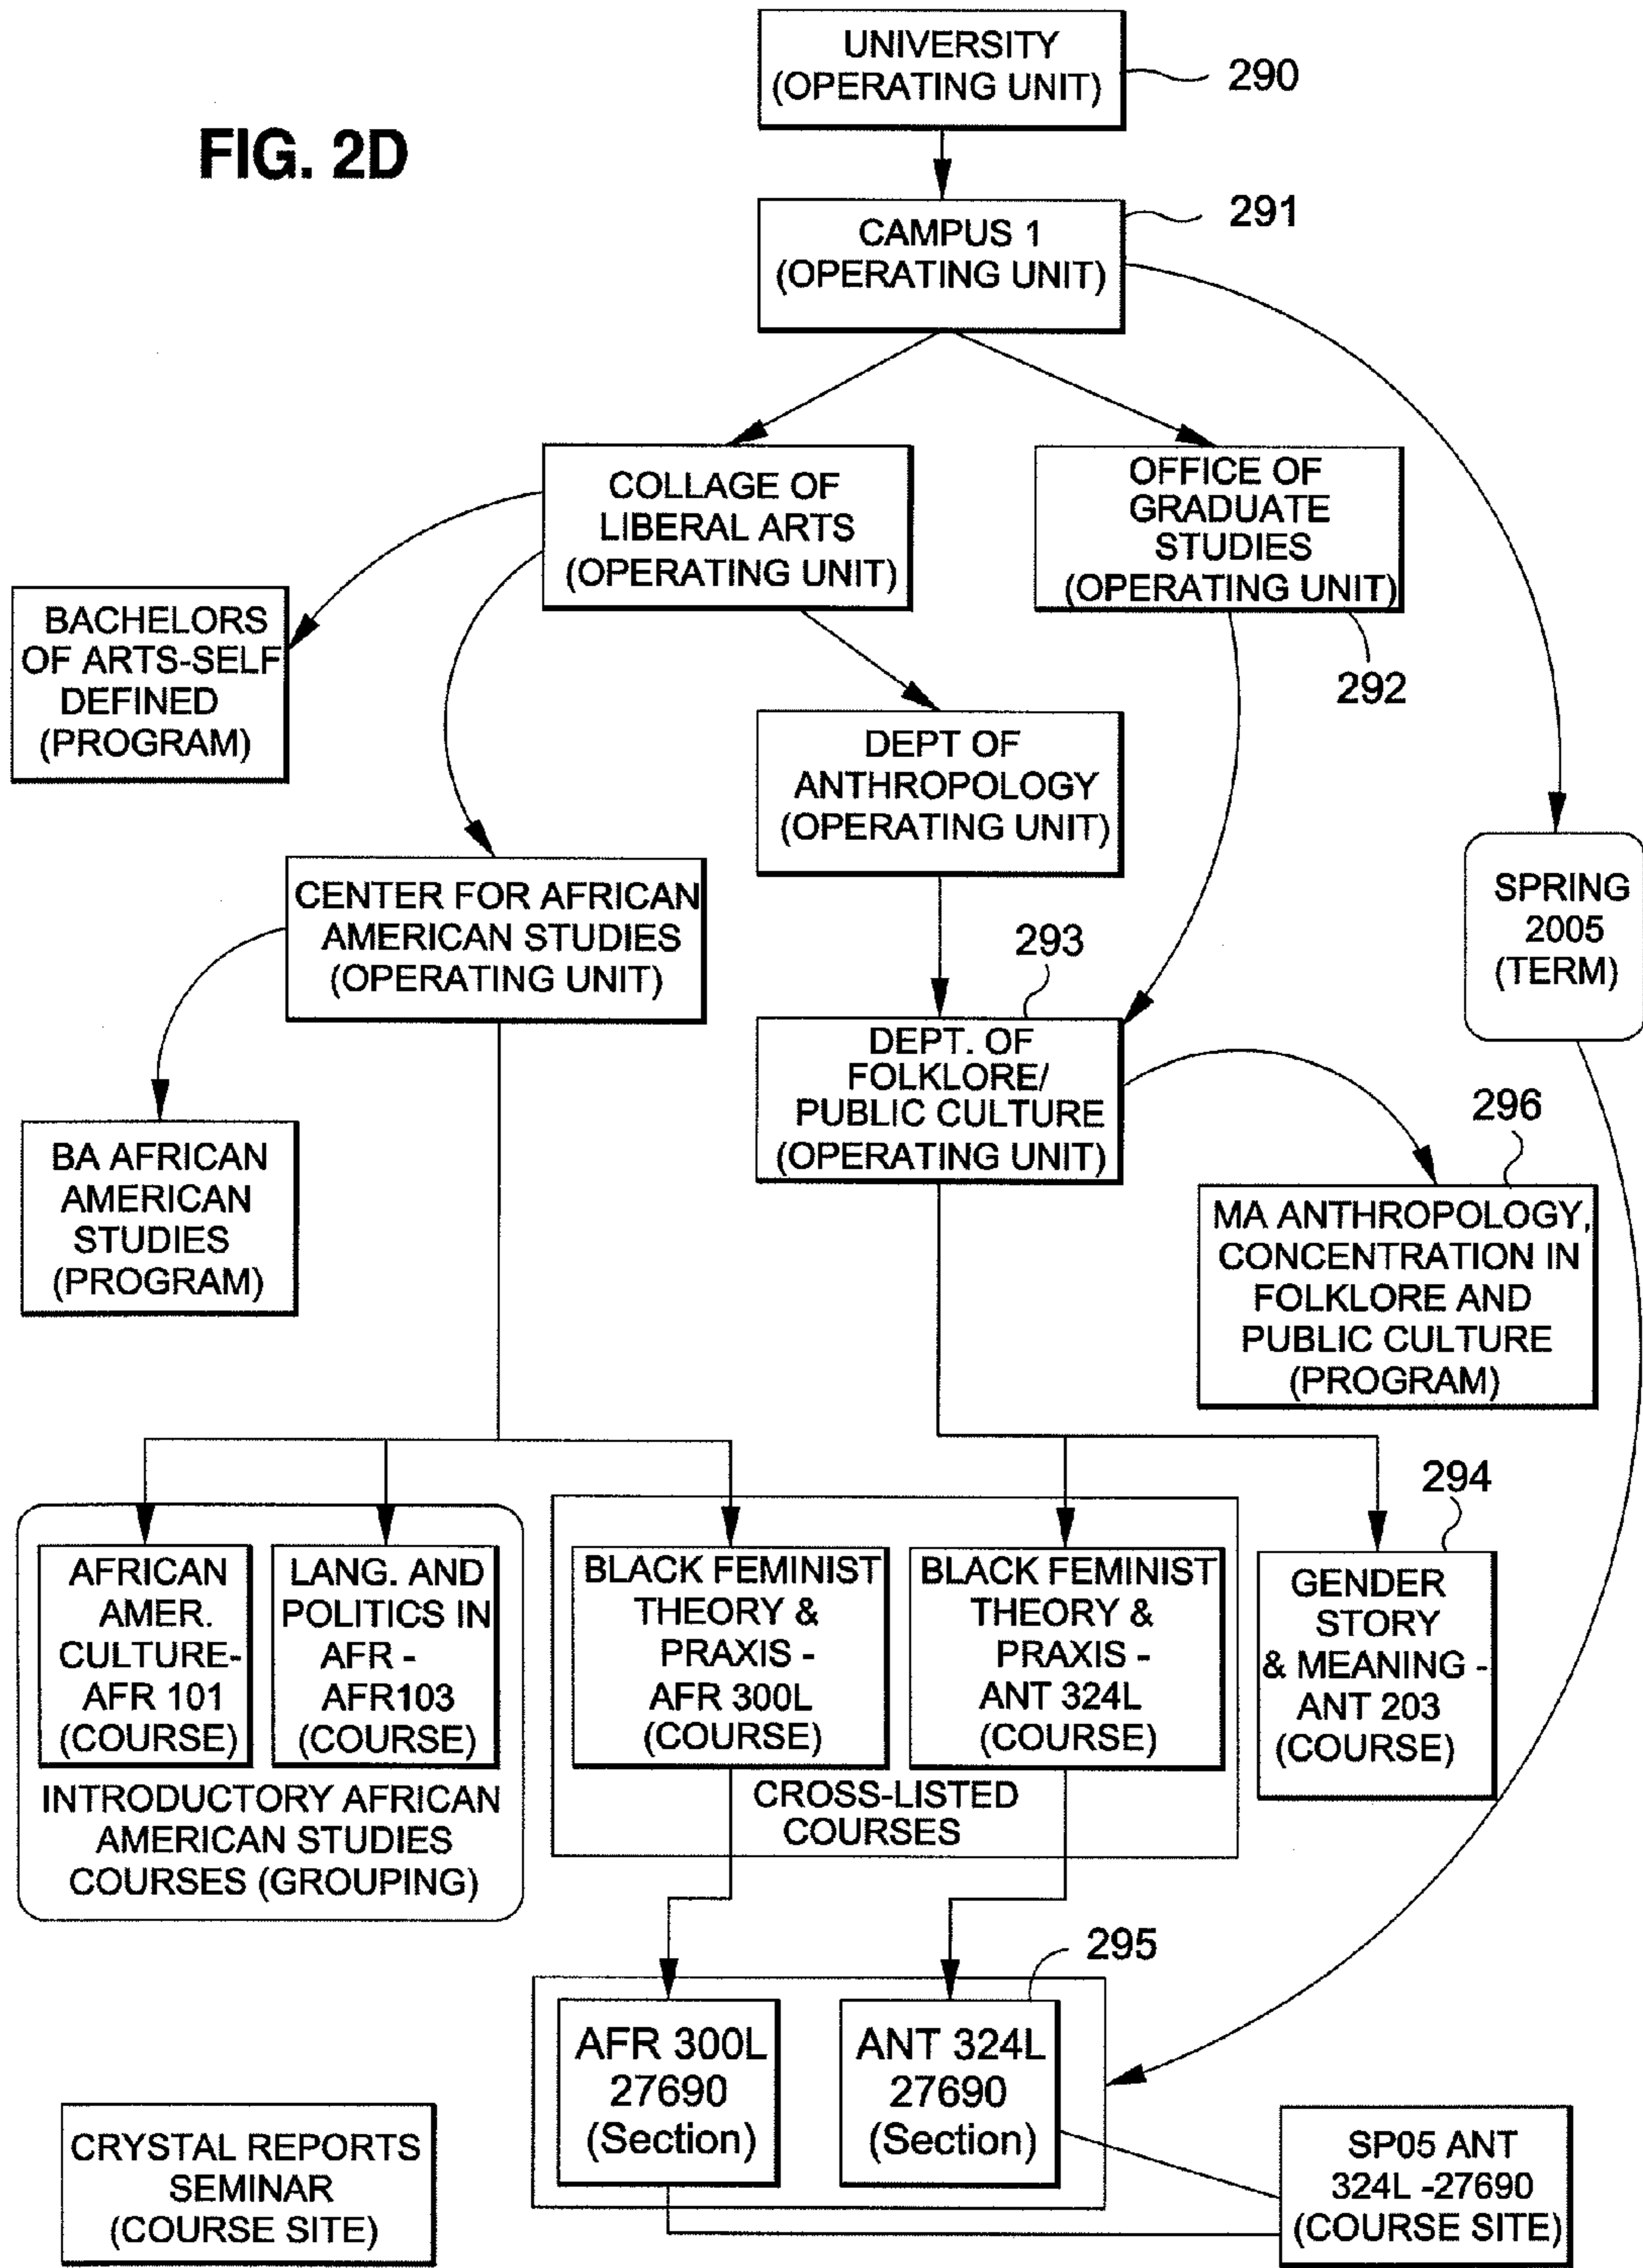 FIG. 2D
UNIVERSITY
(OPERATING UNIT)
290
CAMPUS 1
(OPERATING UNIT)
291
COLLAGE OF
LIBERAL ARTS
(OPERATING UNIT)
OFFICE OF
GRADUATE
STUDIES
(OPERATING UNIT)
292
BACHELORS
OF ARTS-SELF
DEFINED
(PROGRAM)
DEPT OF
ANTHROPOLOGY
(OPERATING UNIT)
CENTER FOR AFRICAN
AMERICAN STUDIES
(OPERATING UNIT)
SPRING
2005
(TERM)
293
DEPT. OF
FOLKLORE/
PUBLIC CULTURE
(OPERATING UNIT)
BA AFRICAN
AMERICAN
STUDIES
(PROGRAM)
296
MA ANTHROPOLOGY,
CONCENTRATION IN
FOLKLORE AND
PUBLIC CULTURE
(PROGRAM)
AFRICAN
AMER.
CULTURE-
AFR 101
(COURSE)
LANG. AND
POLITICS IN
AFR -
AFR103
(COURSE)
INTRODUCTORY AFRICAN
AMERICAN STUDIES
COURSES (GROUPING)
BLACK FEMINIST
THEORY &
PRAXIS -
AFR 300L
(COURSE)
BLACK FEMINIST
THEORY &
PRAXIS -
ANT 324L
(COURSE)
CROSS-LISTED
COURSES
294
GENDER
STORY
& MEANING -
ANT 203
(COURSE)
295
AFR 300L
27690
(Section)
ANT 324L
27690
(Section)
CRYSTAL REPORTS
SEMINAR
(COURSE SITE)
SP05 ANT
324L -27690
(COURSE SITE)